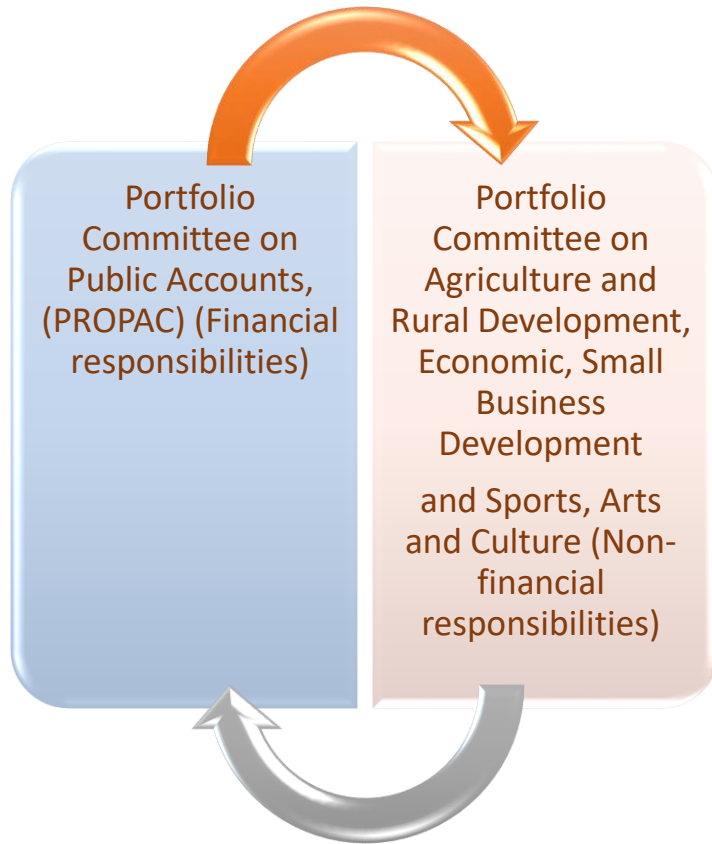 Portfolio
Committee on
Public Accounts,
(PROPAC) (Financial
responsibilities)
Portfolio
Committee on
Agriculture and
Rural Development,
Economic, Small
Business
Development
and Sports, Arts
and Culture (Non-
financial
responsibilities)